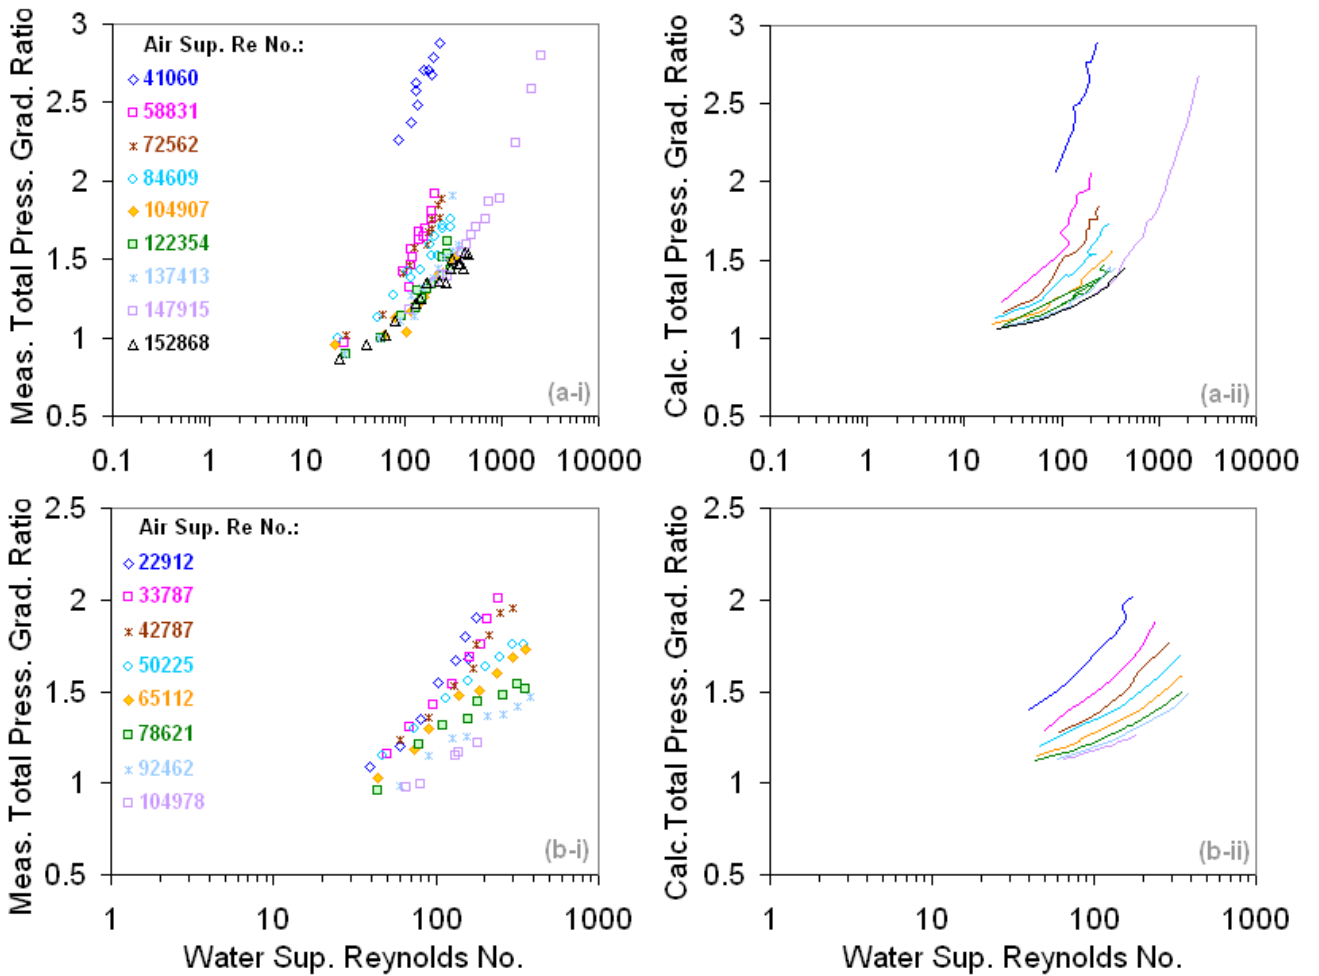 Meas. Total Press. Grad. Ratio
3
2.5
2
1.5
1
0.5
Air Sup. Re No.:
41060
58831
72562
84609
104907
122354
137413
147915
152868
(a-i)
0.1 1 10 100 1000 10000
Calc. Total Press. Grad. Ratio
3
2.5
2
1.5
1
0.5
(a-ii)
0.1 1 10 100 1000 10000
Meas. Total Press. Grad. Ratio
2.5
2
1.5
1
0.5
Air Sup. Re No.:
22912
33787
42787
50225
65112
78621
92462
104978
(b-i)
1 10 100 1000
Water Sup. Reynolds No.
Calc.Total Press. Grad. Ratio
2.5
2
1.5
1
0.5
(b-ii)
1 10 100 1000
Water Sup. Reynolds No.